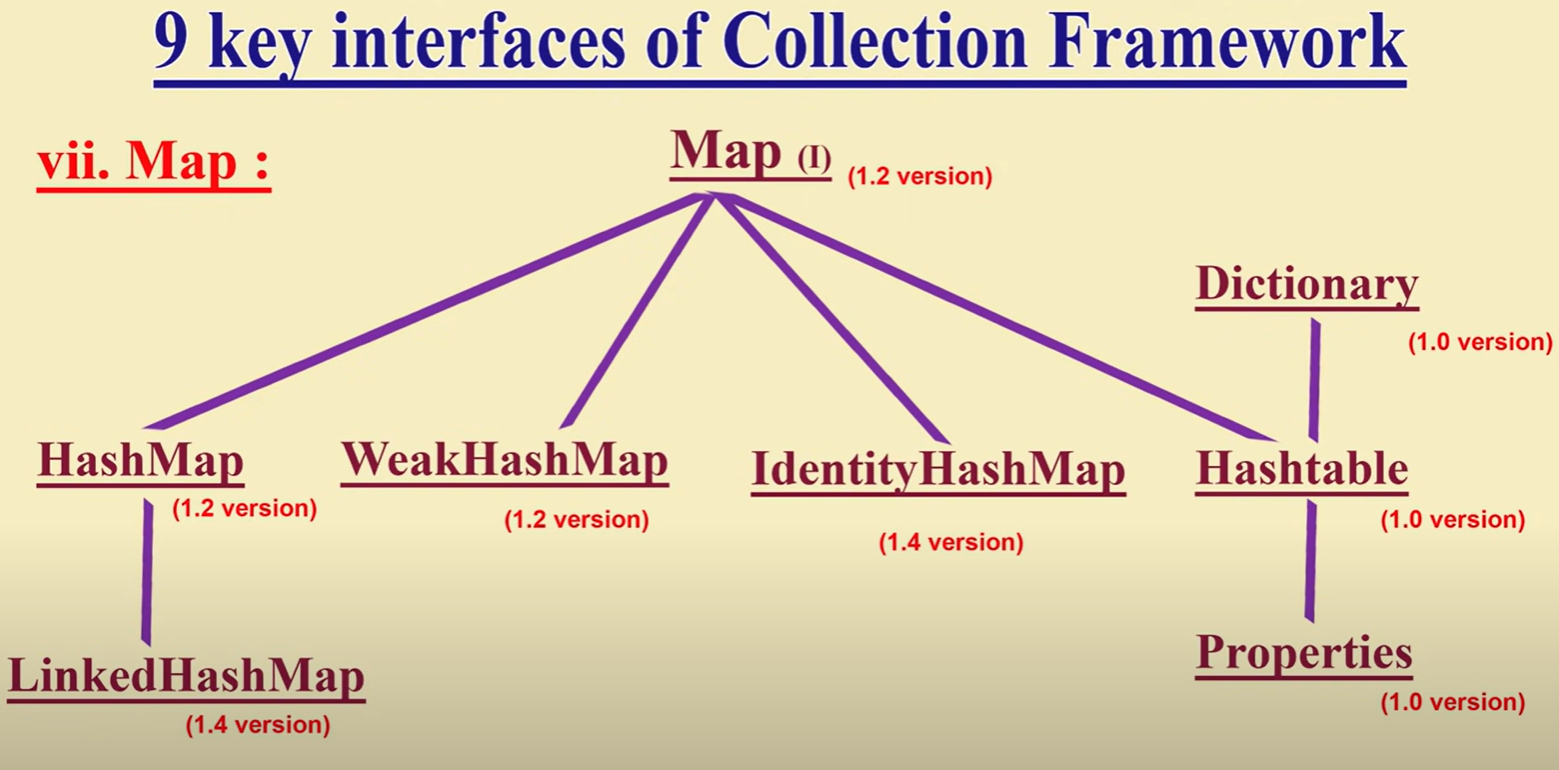 9 key interfaces of Collection Framework
vii. Map :
Map (I)
(1.2 version)
Dictionary
(1.0 version)
HashMap
(1.2 version)
WeakHashMap
(1.2 version)
IdentityHashMap
(1.4 version)
Hashtable
(1.0 version)
LinkedHashMap
(1.4 version)
Properties
(1.0 version)